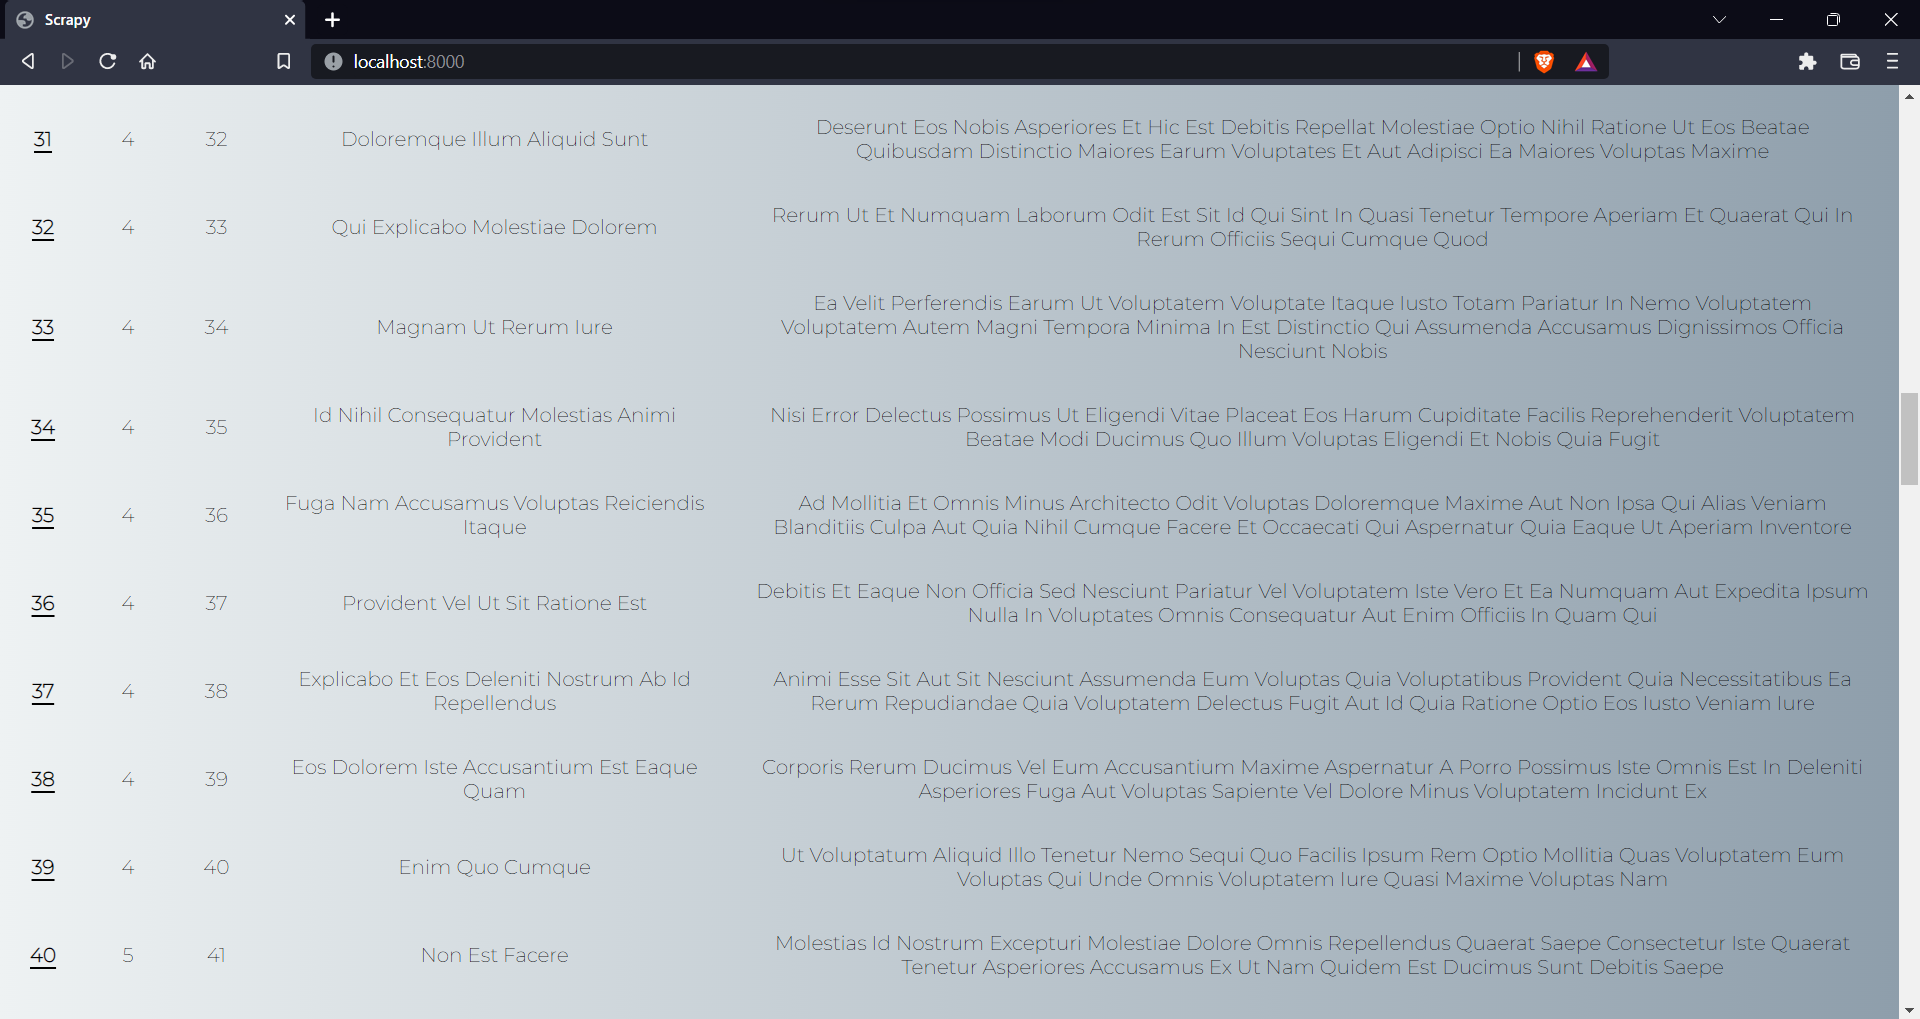 Scrapy
localhost:8000
31 4 32 Doloremque Illum Aliquid Sunt Deserunt Eos Nobis Asperiores Et Hic Est Debitis Repellat Molestiae Optio Nihil Ratione Ut Eos Beatae
Quibusdam Distinctio Maiores Earum Voluptates Et Aut Adipisci Ea Maiores Voluptas Maxime
32 4 33 Qui Explicabo Molestiae Dolorem Rerum Ut Et Numquam Laborum Odit Est Sit Id Qui Sint In Quasi Tenetur Tempore Aperiam Et Quaerat Qui In
Rerum Officiis Sequi Cumque Quod
33 4 34 Magnam Ut Rerum Iure Ea Velit Perferendis Earum Ut Voluptatem Voluptate Itaque Iusto Totam Pariatur In Nemo Voluptatem
Voluptatem Autem Magni Tempora Minima In Est Distinctio Qui Assumenda Accusamus Dignissimos Officia
Nesciunt Nobis
34 4 35 Id Nihil Consequatur Molestias Animi
Provident
Nisi Error Delectus Possimus Ut Eligendi Vitae Placeat Eos Harum Cupiditate Facilis Reprehenderit Voluptatem
Beatae Modi Ducimus Quo Illum Voluptas Eligendi Et Nobis Quia Fugit
35 4 36 Fuga Nam Accusamus Voluptas Reiciendis
Itaque
Ad Mollitia Et Omnis Minus Architecto Odit Voluptas Doloremque Maxime Aut Non Ipsa Qui Alias Veniam
Blanditiis Culpa Aut Quia Nihil Cumque Facere Et Occaecati Qui Aspernatur Quia Eaque Ut Aperiam Inventore
36 4 37 Provident Vel Ut Sit Ratione Est Debitis Et Eaque Non Officia Sed Nesciunt Pariatur Vel Voluptatem Iste Vero Et Ea Numquam Aut Expedita Ipsum
Nulla In Voluptates Omnis Consequatur Aut Enim Officiis In Quam Qui
37 4 38 Explicabo Et Eos Deleniti Nostrum Ab Id
Repellendus
Animi Esse Sit Aut Sit Nesciunt Assumenda Eum Voluptas Quia Voluptatibus Provident Quia Necessitatibus Ea
Rerum Repudiandae Quia Voluptatem Delectus Fugit Aut Id Quia Ratione Optio Eos Iusto Veniam Iure
38 4 39 Eos Dolorem Iste Accusantium Est Eaque
Quam
Corporis Rerum Ducimus Vel Eum Accusantium Maxime Aspernatur A Porro Possimus Iste Omnis Est In Deleniti
Asperiores Fuga Aut Voluptas Sapiente Vel Dolore Minus Voluptatem Incidunt Ex
39 4 40 Enim Quo Cumque Ut Voluptatum Aliquid Illo Tenetur Nemo Sequi Quo Facilis Ipsum Rem Optio Mollitia Quas Voluptatem Eum
Voluptas Qui Unde Omnis Voluptatem Iure Quasi Maxime Voluptas Nam
40 5 41 Non Est Facere Molestias Id Nostrum Excepturi Molestiae Dolore Omnis Repellendus Quaerat Saepe Consectetur Iste Quaerat
Tenetur Asperiores Accusamus Ex Ut Nam Quidem Est Ducimus Sunt Debitis Saepe